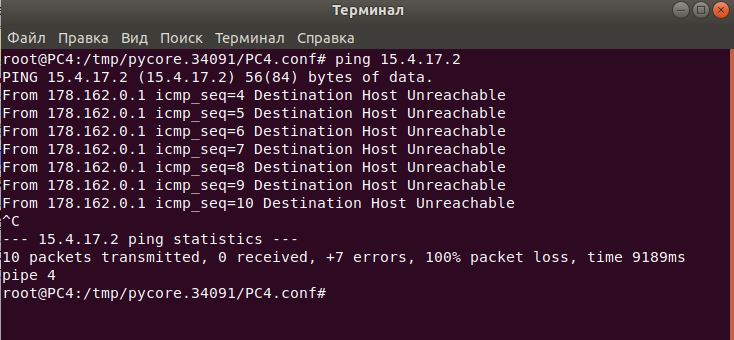 Терминал
Файл Правка Вид Поиск Терминал Справка
root@PC4:/tmp/pycore.34091/PC4.conf# ping 15.4.17.2
PING 15.4.17.2 (15.4.17.2) 56(84) bytes of data.
From 178.162.0.1 icmp_seq=4 Destination Host Unreachable
From 178.162.0.1 icmp_seq=5 Destination Host Unreachable
From 178.162.0.1 icmp_seq=6 Destination Host Unreachable
From 178.162.0.1 icmp_seq=7 Destination Host Unreachable
From 178.162.0.1 icmp_seq=8 Destination Host Unreachable
From 178.162.0.1 icmp_seq=9 Destination Host Unreachable
From 178.162.0.1 icmp_seq=10 Destination Host Unreachable
^C
--- 15.4.17.2 ping statistics ---
10 packets transmitted, 0 received, +7 errors, 100% packet loss, time 9189ms
pipe 4
root@PC4:/tmp/pycore.34091/PC4.conf#